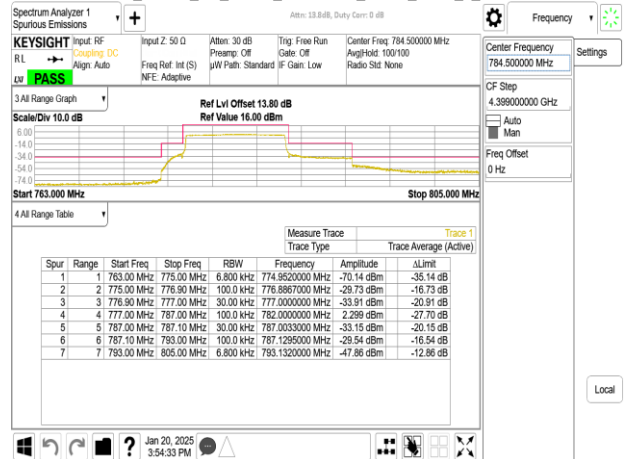 Spectrum Analyzer 1
Spurious Emissions
Attn: 13.8dB, Duty Corr: 0 dB
Frequency
KEYSIGHT
RL
LXI PASS
Input: RF
Coupling: DC
Align: Auto
Input Z: 50 Ω
Freq Ref: Int (S)
NFE: Adaptive
Atten: 30 dB
Preamp: Off
µW Path: Standard
Trig: Free Run
Gate: Off
IF Gain: Low
Center Freq: 784.500000 MHz
Avg|Hold: 100/100
Radio Std: None
Center Frequency
784.500000 MHz
Settings
CF Step
4.399000000 GHz
Auto
Man
Freq Offset
0 Hz
3 All Range Graph
Scale/Div 10.0 dB
Ref Lvl Offset 13.80 dB
Ref Value 16.00 dBm
6.00
-14.0
-34.0
-54.0
-74.0
Start 763.000 MHz
Stop 805.000 MHz
4 All Range Table
Measure Trace Trace 1
Trace Type Trace Average (Active)
Spur Range Start Freq Stop Freq RBW Frequency Amplitude ΔLimit
1 1 763.00 MHz 775.00 MHz 6.800 kHz 774.9520000 MHz -70.14 dBm -35.14 dB
2 2 775.00 MHz 776.90 MHz 100.0 kHz 776.8867000 MHz -29.73 dBm -16.73 dB
3 3 776.90 MHz 777.00 MHz 30.00 kHz 777.0000000 MHz -33.91 dBm -20.91 dB
4 4 777.00 MHz 787.00 MHz 100.0 kHz 782.0000000 MHz 2.299 dBm -27.70 dB
5 5 787.00 MHz 787.10 MHz 30.00 kHz 787.0033000 MHz -33.15 dBm -20.15 dB
6 6 787.10 MHz 793.00 MHz 100.0 kHz 787.1295000 MHz -29.54 dBm -16.54 dB
7 7 793.00 MHz 805.00 MHz 6.800 kHz 793.1320000 MHz -47.86 dBm -12.86 dB
Local
Jan 20, 2025
3:54:33 PM